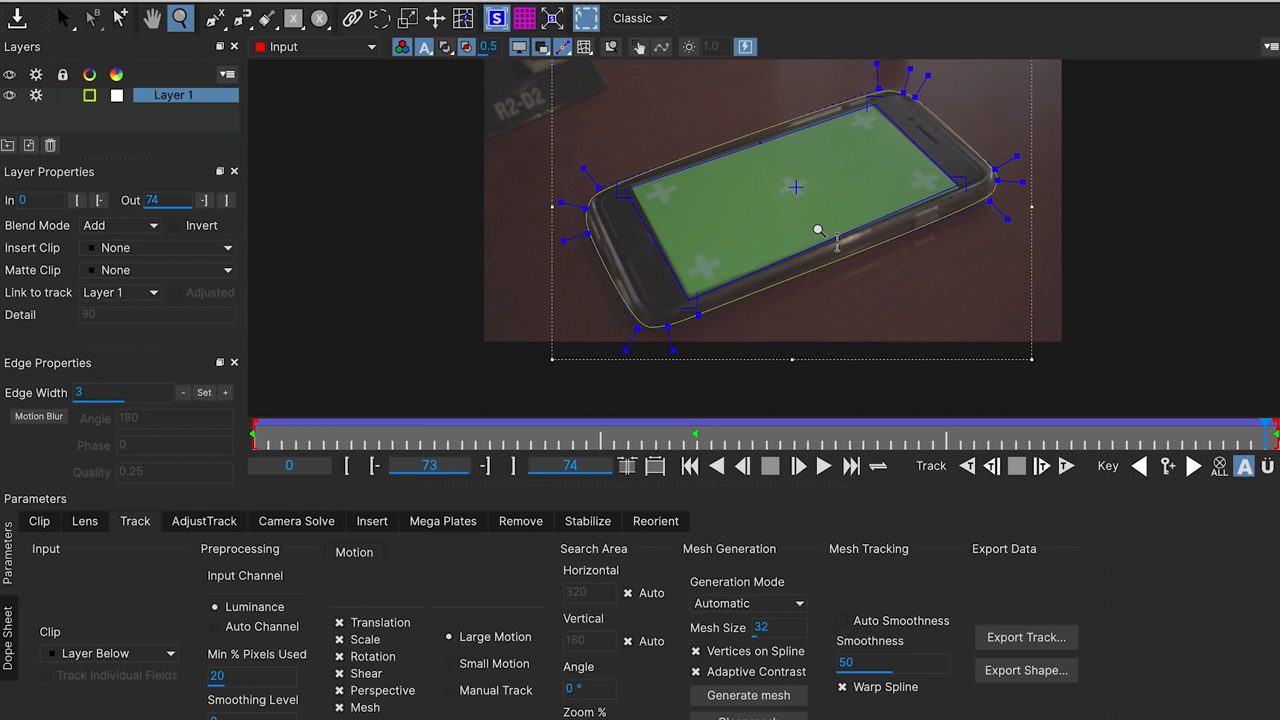 Classic
Layers
Input
0.5
1.0
Layer 1
R2-D2
Layer Properties
In 0
Out 74
Blend Mode Add Invert
Insert Clip None
Matte Clip None
Link to track Layer 1 Adjusted
Detail 90
Edge Properties
Edge Width 3 - Set +
Motion Blur Angle 180
Phase 0
Quality 0.25
0 73 74 Track Key ALL A Ü
Parameters
Clip Lens Track AdjustTrack Camera Solve Insert Mega Plates Remove Stabilize Reorient
Parameters
Dope Sheet
Input
Clip
Layer Below
Track Individual Fields
Preprocessing
Input Channel
Luminance
Auto Channel
Min % Pixels Used
20
Smoothing Level
Motion
Translation
Scale
Rotation
Shear
Perspective
Mesh
Large Motion
Small Motion
Manual Track
Search Area
Horizontal
320 Auto
Vertical
180 Auto
Angle
0 °
Zoom %
Mesh Generation
Generation Mode
Automatic
Mesh Size 32
Vertices on Spline
Adaptive Contrast
Generate mesh
Mesh Tracking
Auto Smoothness
Smoothness
50
Warp Spline
Export Data
Export Track...
Export Shape...